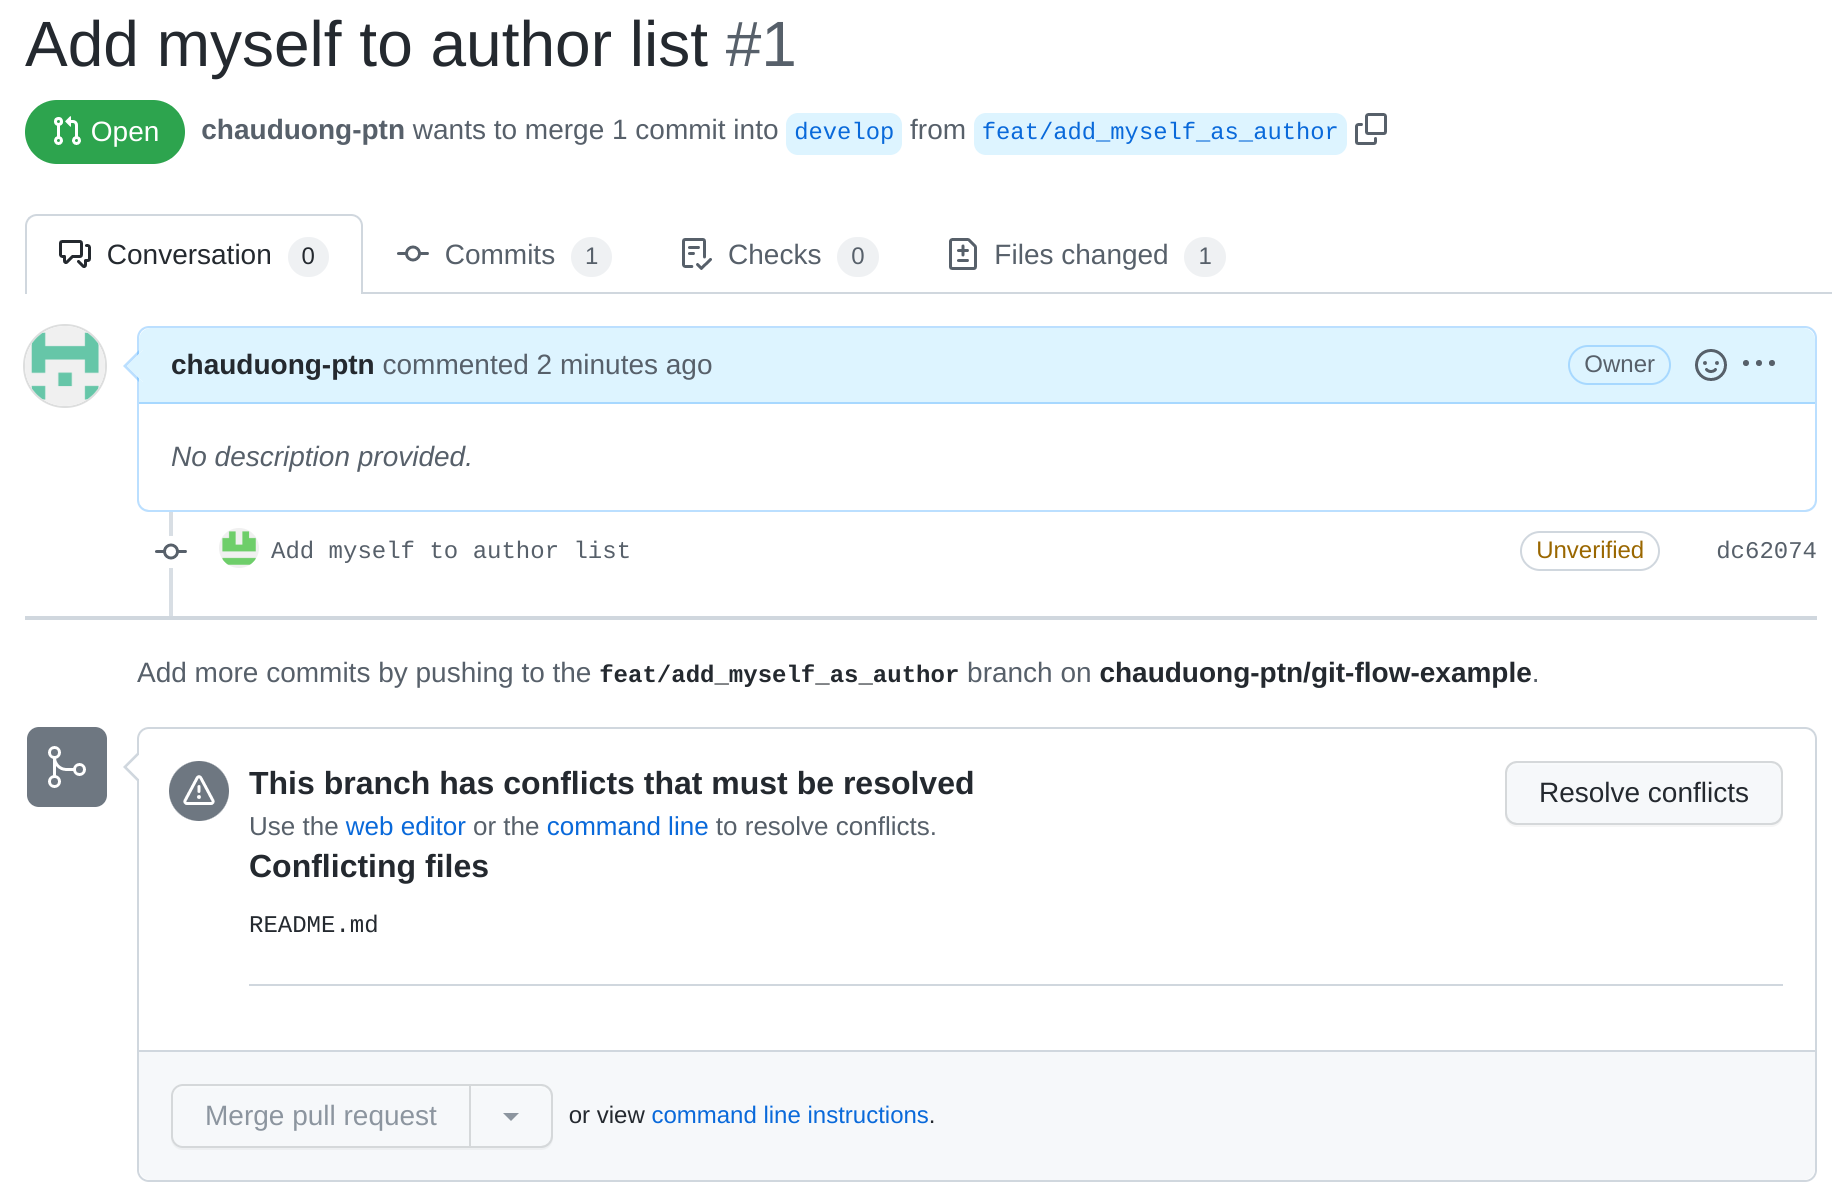 Add myself to author list #1
Open chauduong-ptn wants to merge 1 commit into develop from feat/add_myself_as_author
Conversation 0 Commits 1 Checks 0 Files changed 1
chauduong-ptn commented 2 minutes ago Owner
No description provided.
Add myself to author list Unverified dc62074
Add more commits by pushing to the feat/add_myself_as_author branch on chauduong-ptn/git-flow-example.
This branch has conflicts that must be resolved Resolve conflicts
Use the web editor or the command line to resolve conflicts.
Conflicting files
README.md
Merge pull request or view command line instructions.